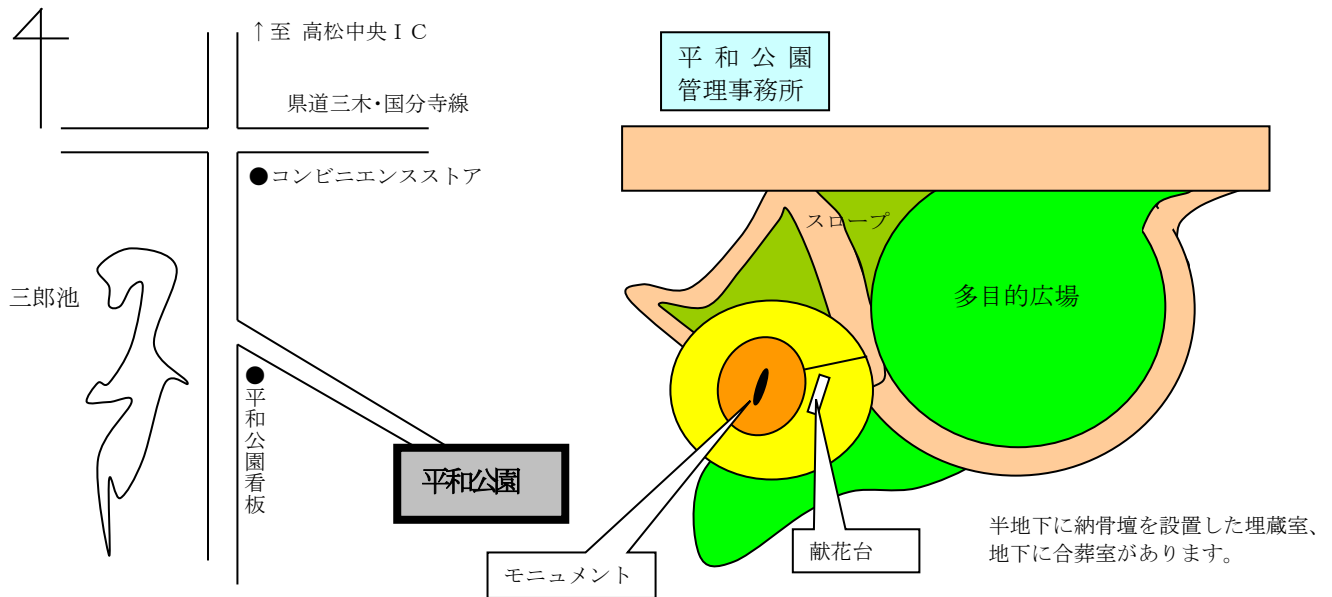 ↑至 高松中央ＩＣ
県道三木・国分寺線
●コンビニエンスストア
三郎池
平和公園看板
平和公園
平和公園
管理事務所
スロープ
多目的広場
モニュメント
献花台
半地下に納骨壇を設置した埋蔵室、
地下に合葬室があります。